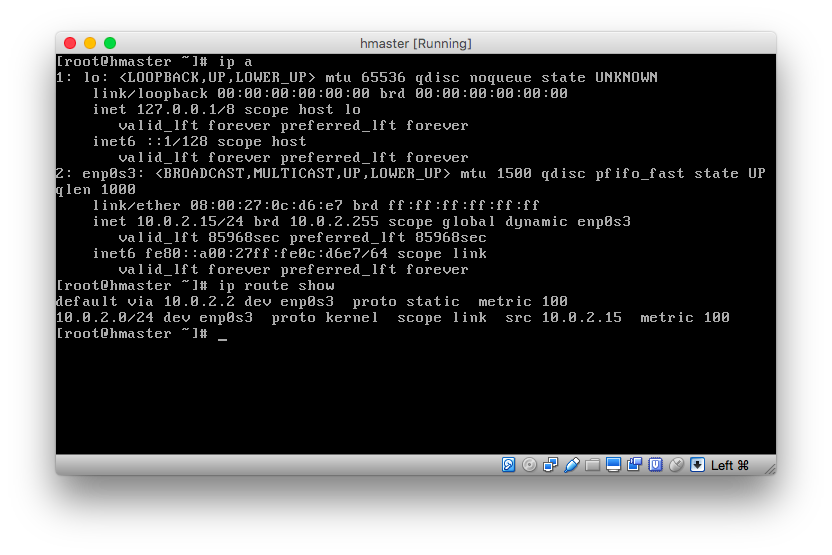 hmaster [Running]
[root@hmaster ~]# ip a
1: lo: <LOOPBACK,UP,LOWER_UP> mtu 65536 qdisc noqueue state UNKNOWN
    link/loopback 00:00:00:00:00:00 brd 00:00:00:00:00:00
    inet 127.0.0.1/8 scope host lo
       valid_lft forever preferred_lft forever
    inet6 ::1/128 scope host
       valid_lft forever preferred_lft forever
2: enp0s3: <BROADCAST,MULTICAST,UP,LOWER_UP> mtu 1500 qdisc pfifo_fast state UP
qlen 1000
    link/ether 08:00:27:0c:d6:e7 brd ff:ff:ff:ff:ff:ff
    inet 10.0.2.15/24 brd 10.0.2.255 scope global dynamic enp0s3
       valid_lft 85968sec preferred_lft 85968sec
    inet6 fe80::a00:27ff:fe0c:d6e7/64 scope link
       valid_lft forever preferred_lft forever
[root@hmaster ~]# ip route show
default via 10.0.2.2 dev enp0s3  proto static  metric 100
10.0.2.0/24 dev enp0s3  proto kernel  scope link  src 10.0.2.15  metric 100
[root@hmaster ~]# _
Left ⌘